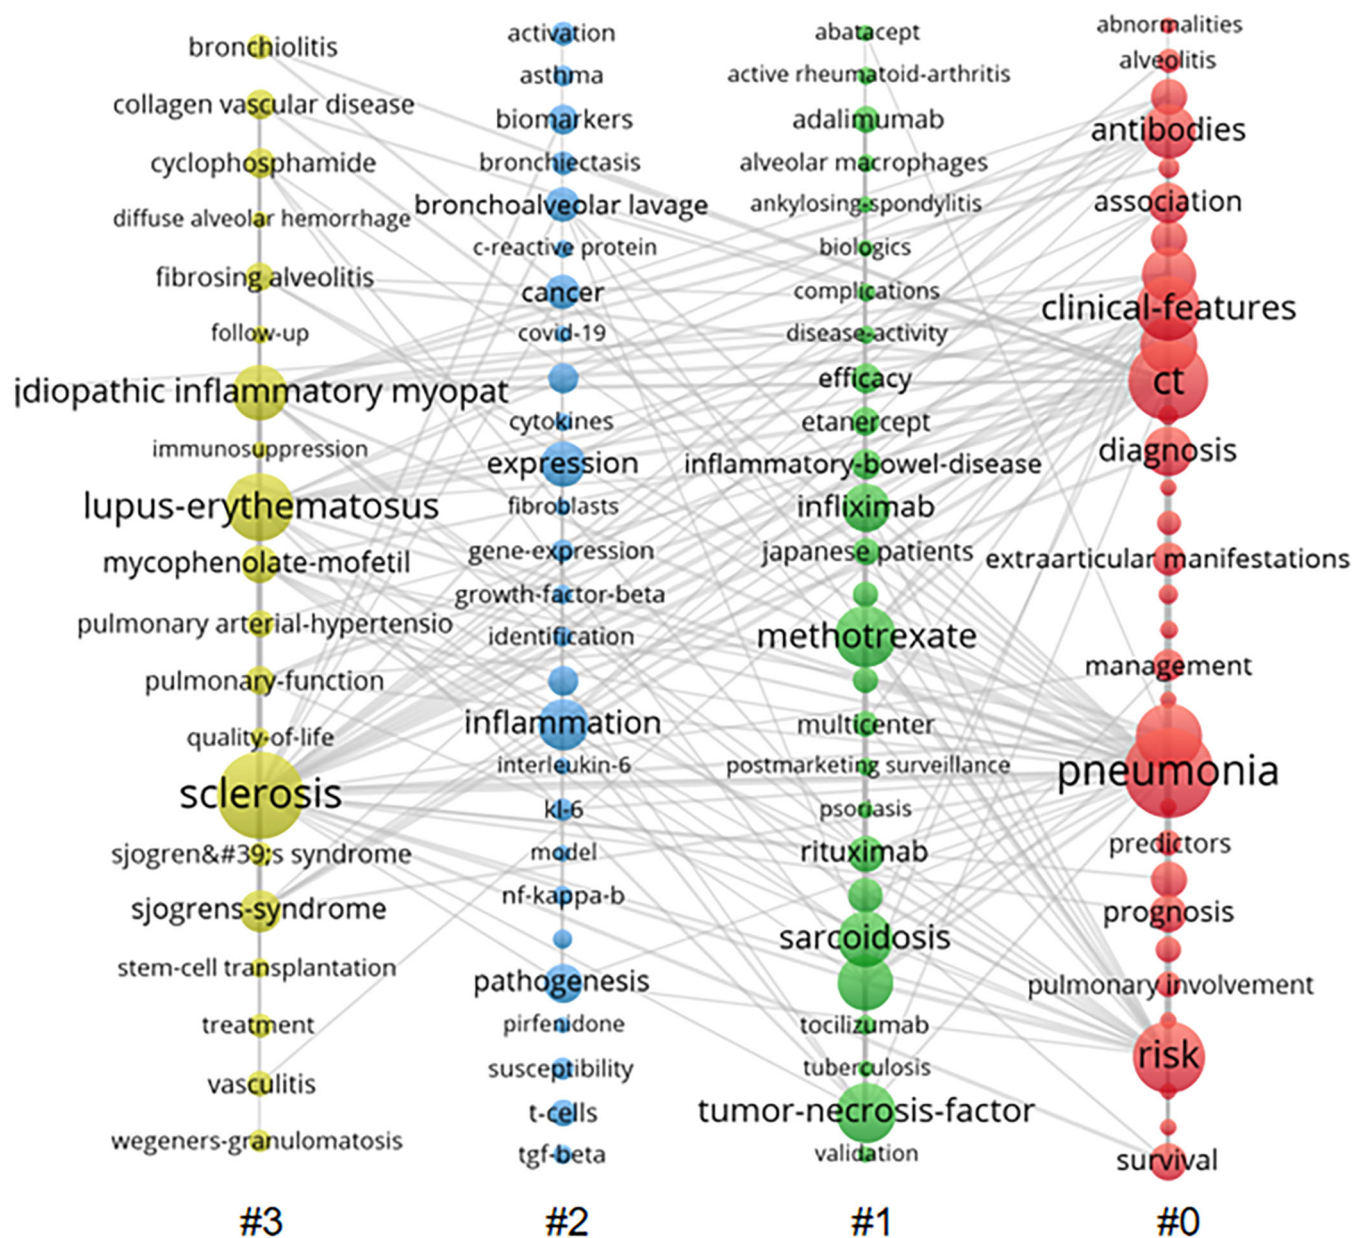 bronchiolitis
collagen vascular disease
cyclophosphamide
diffuse alveolar hemorrhage
fibrosing alveolitis
follow-up
idiopathic inflammatory myopat
immunosuppression
lupus-erythematosus
mycophenolate-mofetil
pulmonary arterial-hypertensio
pulmonary-function
quality-of-life
sclerosis
sjogren&#39;s syndrome
sjogrens-syndrome
stem-cell transplantation
treatment
vasculitis
wegeners-granulomatosis
#3
activation
asthma
biomarkers
bronchiectasis
bronchoalveolar lavage
c-reactive protein
cancer
covid-19
cytokines
expression
fibroblasts
gene-expression
growth-factor-beta
identification
inflammation
interleukin-6
kl-6
model
nf-kappa-b
pathogenesis
pirfenidone
susceptibility
t-cells
tgf-beta
#2
abatacept
active rheumatoid-arthritis
adalimumab
alveolar macrophages
ankylosing-spondylitis
biologics
complications
disease-activity
efficacy
etanercept
inflammatory-bowel-disease
infliximab
japanese patients
methotrexate
multicenter
postmarketing surveillance
psoriasis
rituximab
sarcoidosis
tocilizumab
tuberculosis
tumor-necrosis-factor
validation
#1
abnormalities
alveolitis
antibodies
association
clinical-features
ct
diagnosis
extraarticular manifestations
management
pneumonia
predictors
prognosis
pulmonary involvement
risk
survival
#0